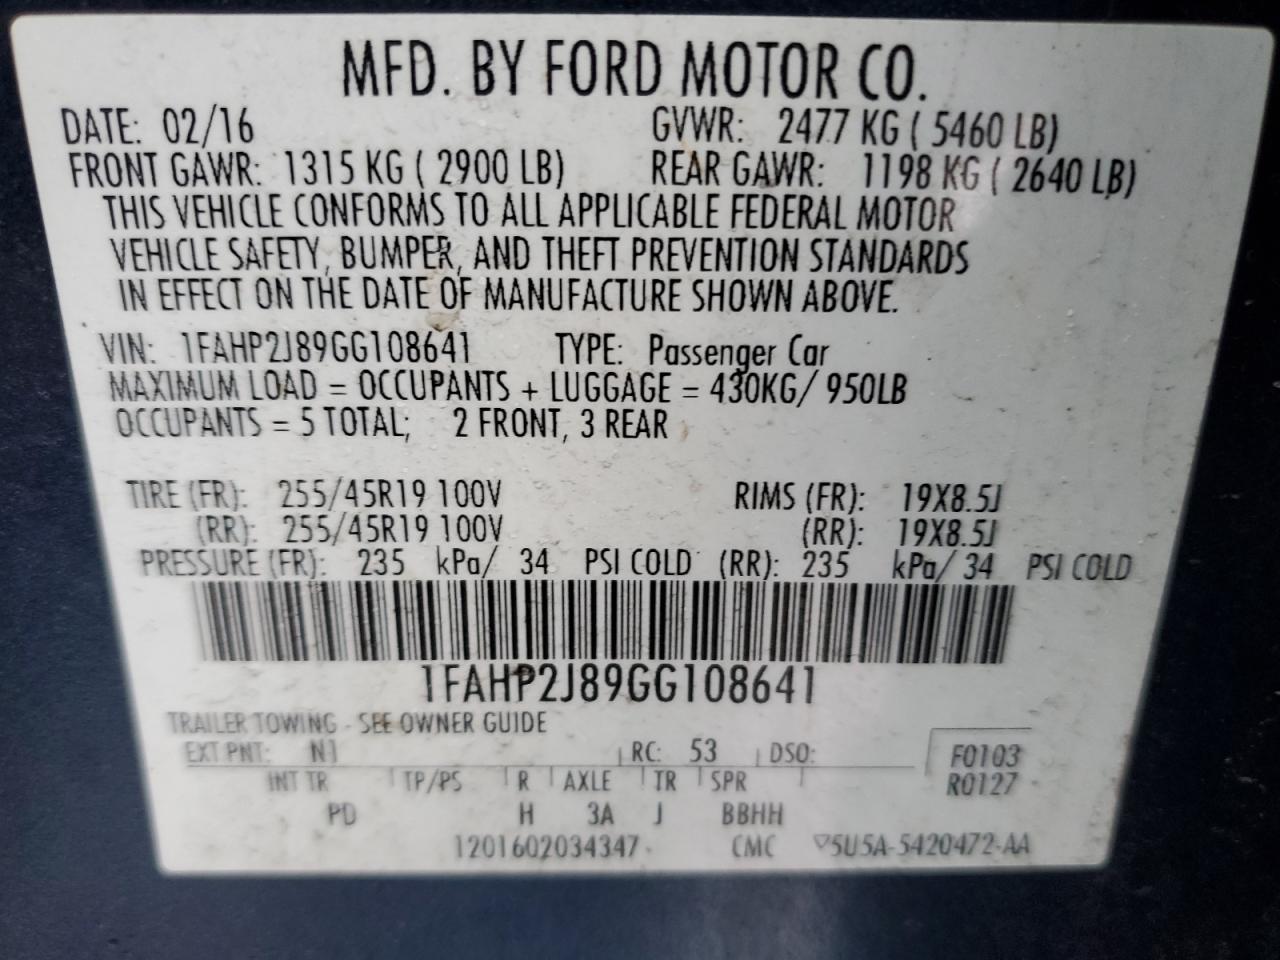 MFD. BY FORD MOTOR CO.
DATE: 02/16 GVWR: 2477 KG ( 5460 LB)
FRONT GAWR: 1315 KG ( 2900 LB) REAR GAWR: 1198 KG ( 2640 LB)
THIS VEHICLE CONFORMS TO ALL APPLICABLE FEDERAL MOTOR
VEHICLE SAFETY, BUMPER, AND THEFT PREVENTION STANDARDS
IN EFFECT ON THE DATE OF MANUFACTURE SHOWN ABOVE.
VIN: 1FAHP2J89GG108641 TYPE: Passenger Car
MAXIMUM LOAD = OCCUPANTS + LUGGAGE = 430KG/ 950LB
OCCUPANTS = 5 TOTAL; 2 FRONT, 3 REAR
TIRE (FR): 255/45R19 100V RIMS (FR): 19X8.5J
(RR): 255/45R19 100V (RR): 19X8.5J
PRESSURE (FR): 235 kPa/ 34 PSI COLD (RR): 235 kPa/ 34 PSI COLD
1FAHP2J89GG108641
TRAILER TOWING - SEE OWNER GUIDE
EXT PNT: N1 RC: 53 DSO: F0103
INT TR TP/PS R AXLE TR SPR R0127
PD H 3A J BBHH
1201602034347 CMC ▽5U5A-5420472-AA